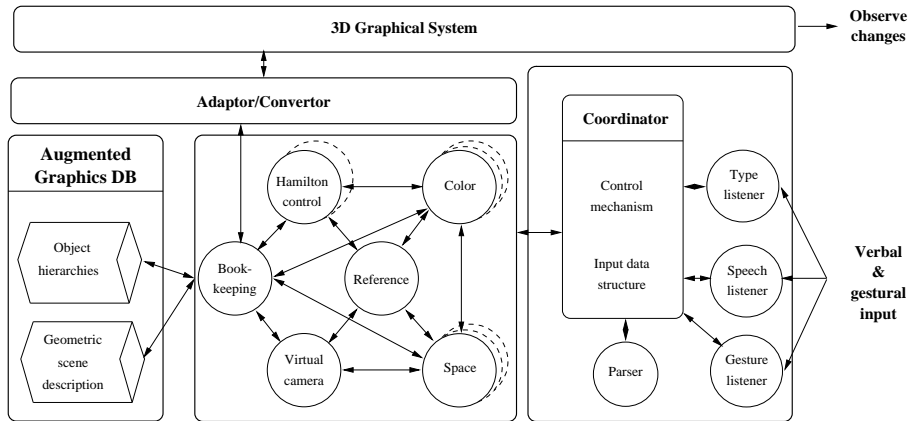 3D Graphical System
Observe
changes
Adaptor/Convertor
Augmented
Graphics DB
Object
hierarchies
Geometric
scene
description
Hamilton
control
Color
Book-
keeping
Reference
Virtual
camera
Space
Coordinator
Control
mechanism
Input data
structure
Type
listener
Speech
listener
Gesture
listener
Parser
Verbal
&
gestural
input